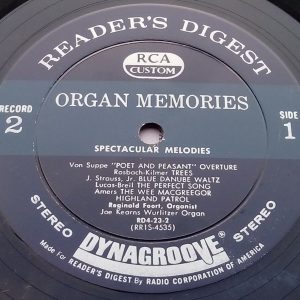 READER'S DIGEST
RCA
CUSTOM
ORGAN MEMORIES
RECORD
2
SIDE
1
SPECTACULAR MELODIES
Von Suppe "POET AND PEASANT" OVERTURE
Rasbach-Kilmer TREES
J. Strauss, Jr. BLUE DANUBE WALTZ
Lucas-Breil THE PERFECT SONG
Amers THE WEE MACGREEGOR
HIGHLAND PATROL
Reginald Foort, Organist
Joe Kearns Wurlitzer Organ
RD4-23-2
(RR1S-4535)
STEREO
DYNAGROOVE
STEREO
Made for READER'S DIGEST By RADIO CORPORATION OF AMERICA